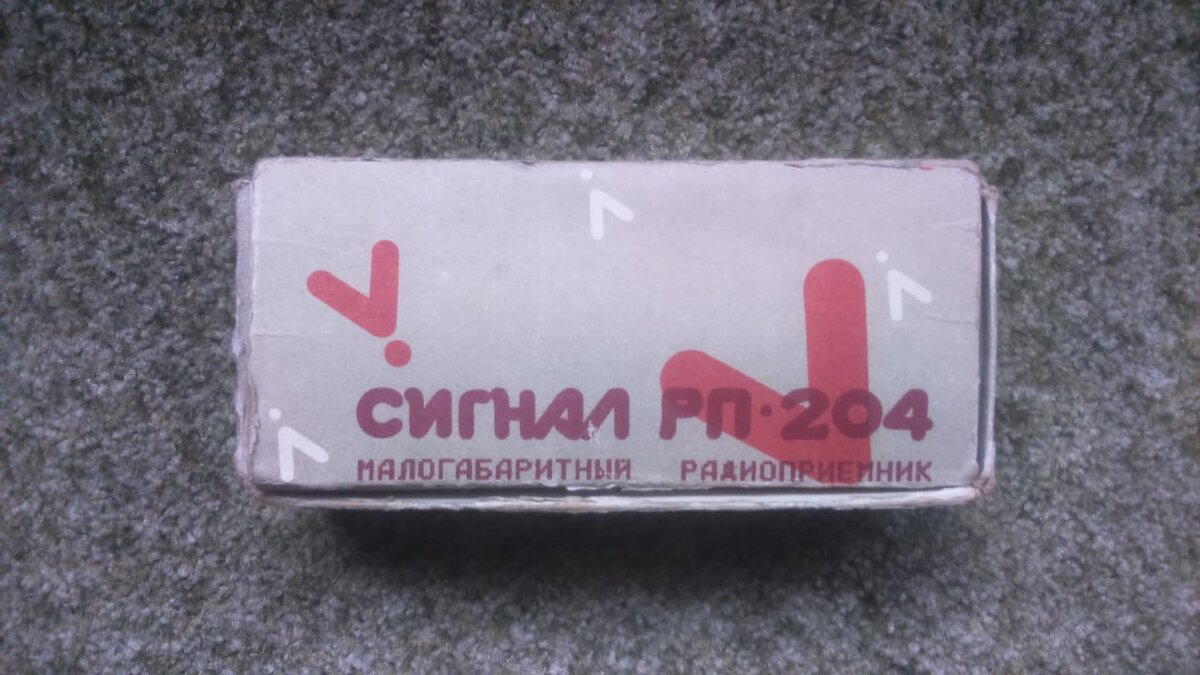 СИГНАЛ РП·204
МАЛОГАБАРИТНЫЙ РАДИОПРИЕМНИК